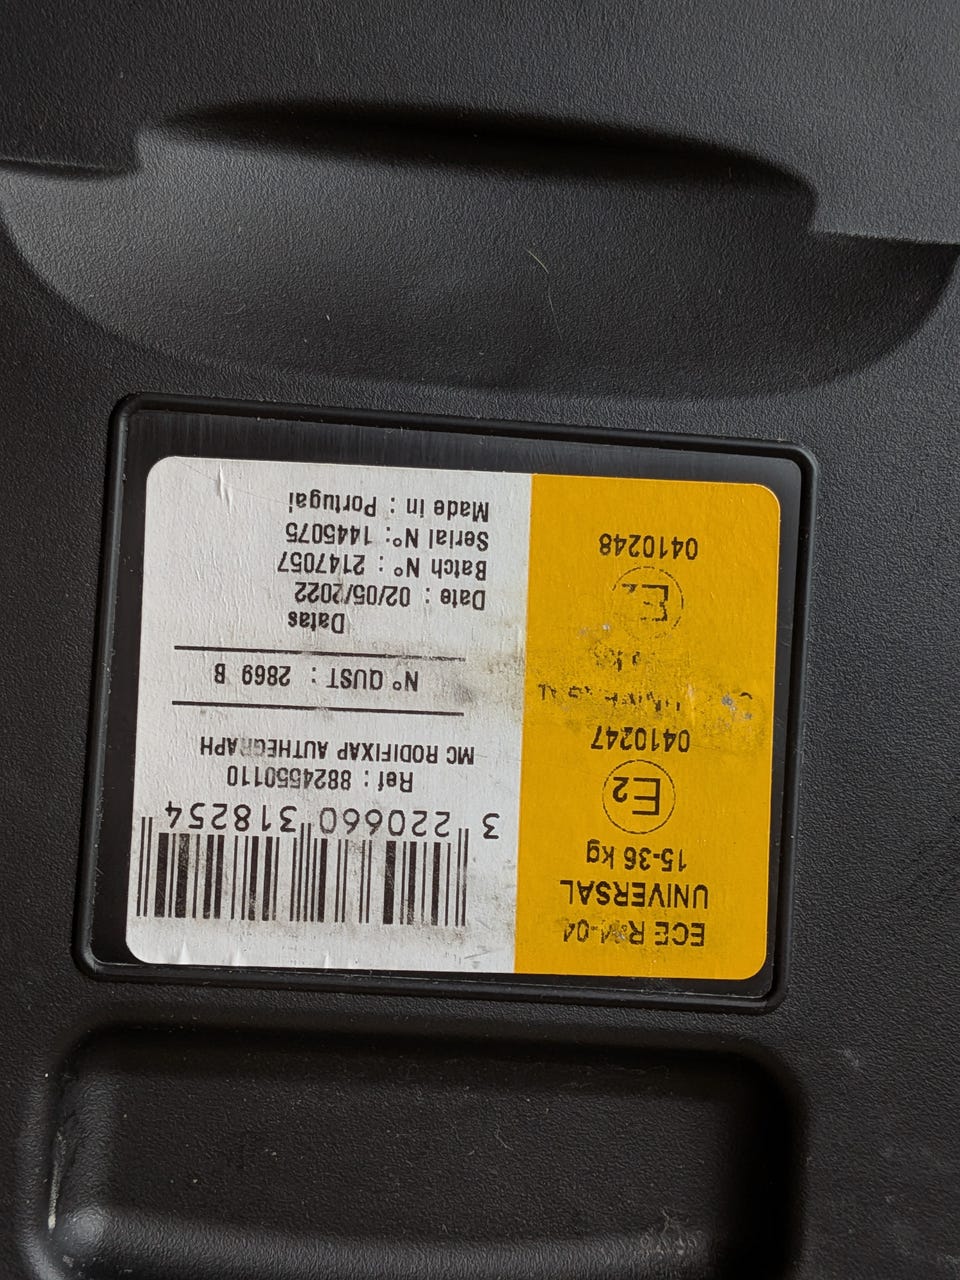 ECE R44-04
UNIVERSAL
15-36 kg
E2
0410247
E2
0410248
3 220660 318254
Ref : 8824550110
MC RODIFIXAP AUTHEGRAPH
N° QUST : 2869 B
Datas
Date : 02/05/2022
Batch N° : 2147057
Serial N°: 1445075
Made in : Portugal